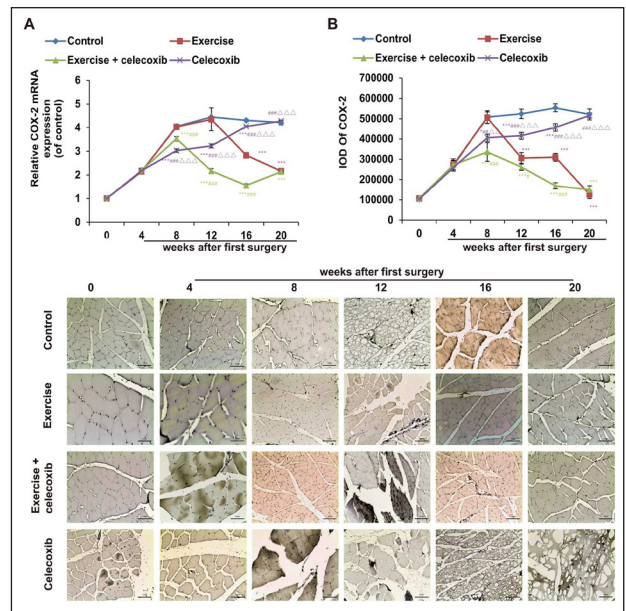 A
Control
Exercise
Exercise + celecoxib
Celecoxib
Relative COX-2 mRNA
expression
(of control)
6
5
4
3
2
1
0
0 4 8 12 16 20
weeks after first surgery
B
Control
Exercise
Exercise + celecoxib
Celecoxib
IOD Of COX-2
700000
600000
500000
400000
300000
200000
100000
0
0 4 8 12 16 20
weeks after first surgery
weeks after first surgery
0 4 8 12 16 20
Control
Exercise
Exercise +
celecoxib
Celecoxib